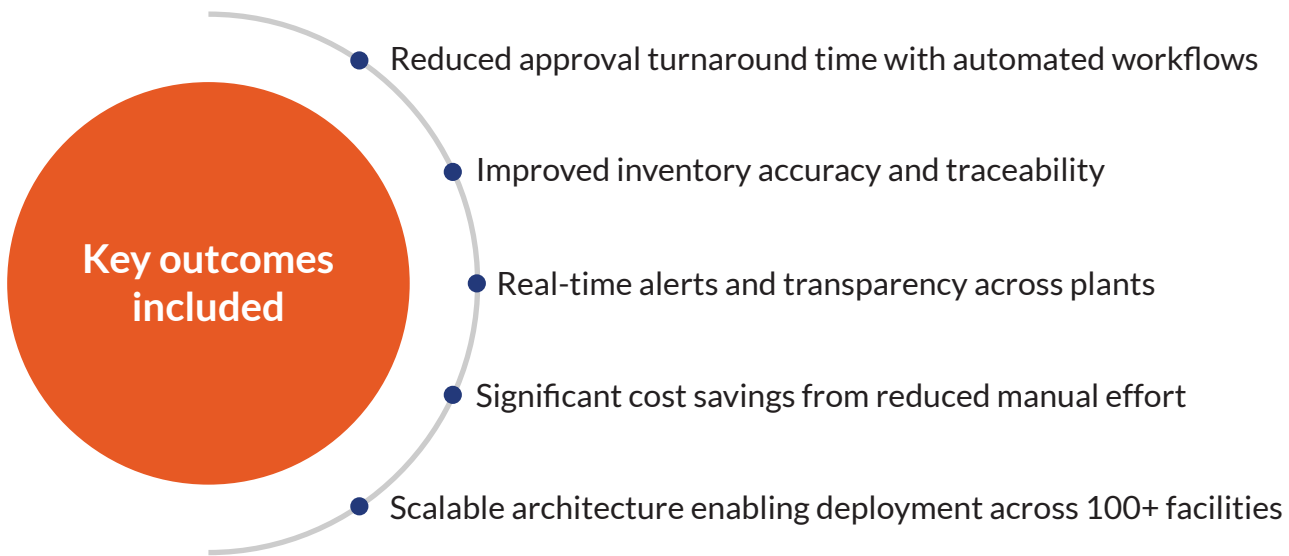 Key outcomes
included
Reduced approval turnaround time with automated workflows
Improved inventory accuracy and traceability
Real-time alerts and transparency across plants
Significant cost savings from reduced manual effort
Scalable architecture enabling deployment across 100+ facilities